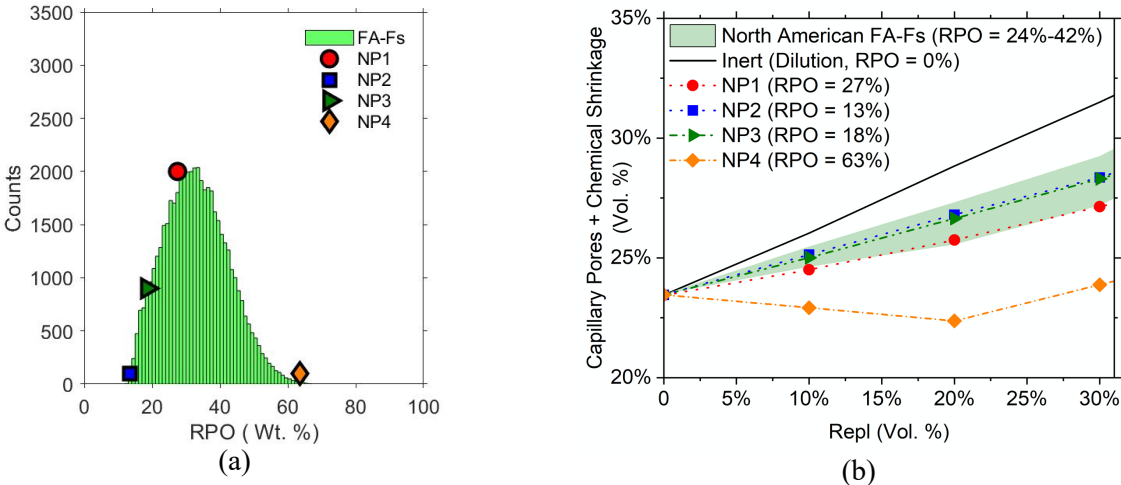 3500
3000
2500
2000
1500
1000
500
0
Counts
FA-Fs
NP1
NP2
NP3
NP4
0 20 40 60 80 100
RPO ( Wt. %)
(a)
35%
30%
25%
20%
Capillary Pores + Chemical Shrinkage
(Vol. %)
North American FA-Fs (RPO = 24%-42%)
Inert (Dilution, RPO = 0%)
NP1 (RPO = 27%)
NP2 (RPO = 13%)
NP3 (RPO = 18%)
NP4 (RPO = 63%)
0 5% 10% 15% 20% 25% 30%
Repl (Vol. %)
(b)